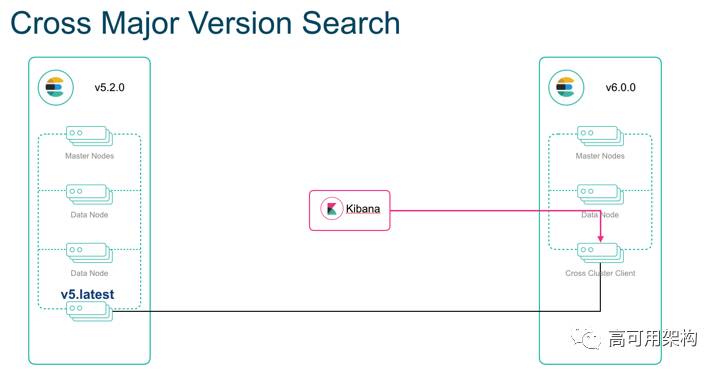 Cross Major Version Search
v5.2.0
Master Nodes
Data Node
Data Node
v5.latest
Kibana
v6.0.0
Master Nodes
Data Node
Cross Cluster Client
高可用架构